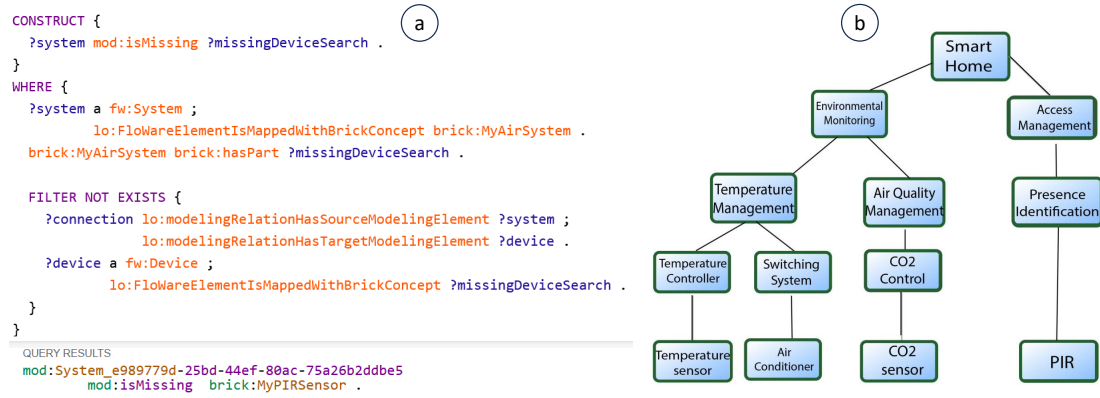 CONSTRUCT {
?system mod:isMissing ?missingDeviceSearch .
}
WHERE {
?system a fw:System ;
lo:FloWareElementIsMappedWithBrickConcept brick:MyAirSystem .
brick:MyAirSystem brick:hasPart ?missingDeviceSearch .
FILTER NOT EXISTS {
?connection lo:modelingRelationHasSourceModelingElement ?system ;
lo:modelingRelationHasTargetModelingElement ?device .
?device a fw:Device ;
lo:FloWareElementIsMappedWithBrickConcept ?missingDeviceSearch .
}
}
QUERY RESULTS
mod:System_e989779d-25bd-44ef-80ac-75a26b2ddbe5
mod:isMissing brick:MyPIRSensor .
a
b
Smart
Home
Environmental
Monitoring
Access
Management
Temperature
Management
Air Quality
Management
Presence
Identification
Temperature
Controller
Switching
System
CO2
Control
Temperature
sensor
Air
Conditioner
CO2
sensor
PIR